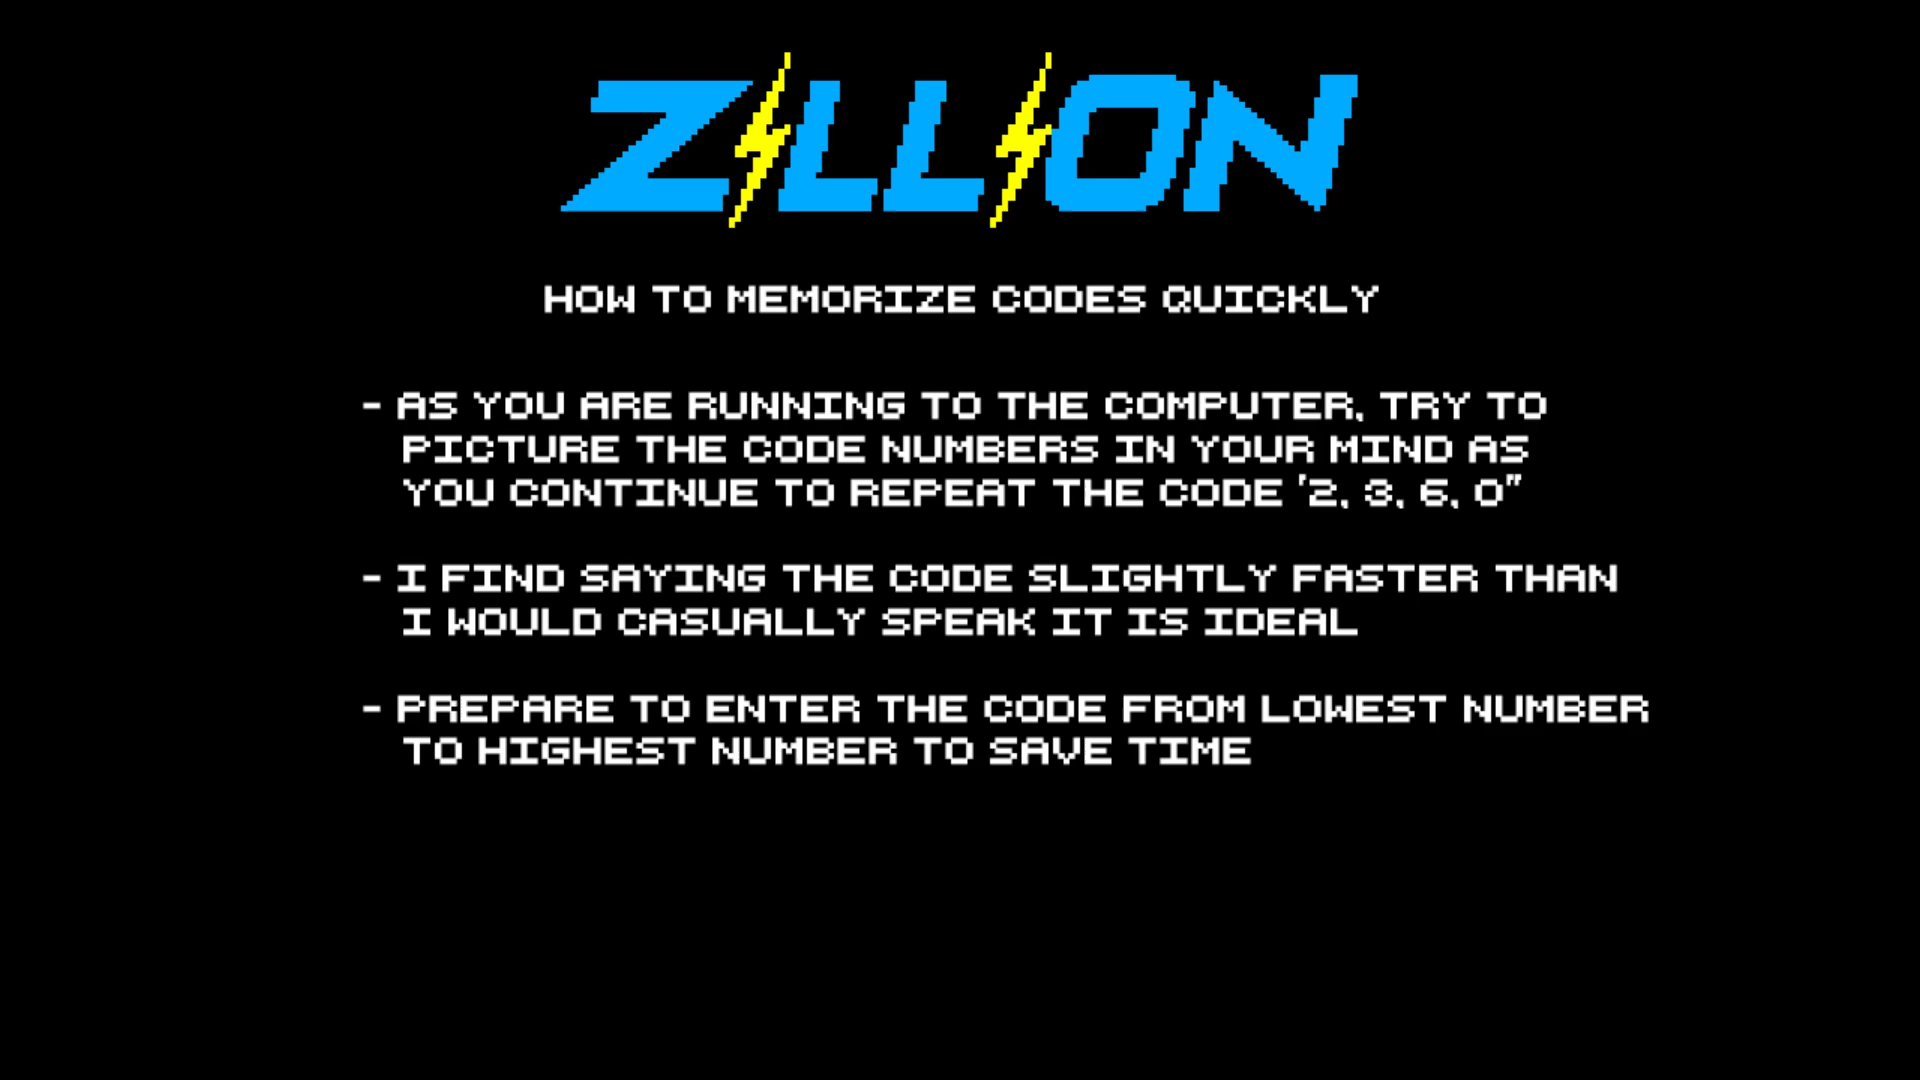 ZILLION
HOW TO MEMORIZE CODES QUICKLY
- AS YOU ARE RUNNING TO THE COMPUTER, TRY TO
PICTURE THE CODE NUMBERS IN YOUR MIND AS
YOU CONTINUE TO REPEAT THE CODE '2, 3, 6, 0"
- I FIND SAYING THE CODE SLIGHTLY FASTER THAN
I WOULD CASUALLY SPEAK IT IS IDEAL
- PREPARE TO ENTER THE CODE FROM LOWEST NUMBER
TO HIGHEST NUMBER TO SAVE TIME